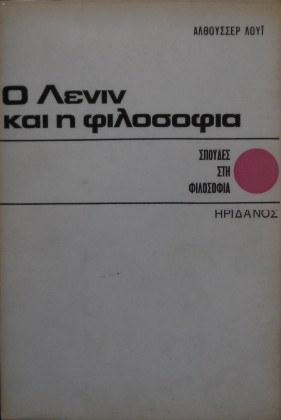 ΑΛΘΟΥΣΣΕΡ ΛΟΥΪ
Ο Λενιν
και η φιλοσοφια
ΣΠΟΥΔΕΣ
ΣΤΗ
ΦΙΛΟΣΟΦΙΑ
ΗΡΙΔΑΝΟΣ